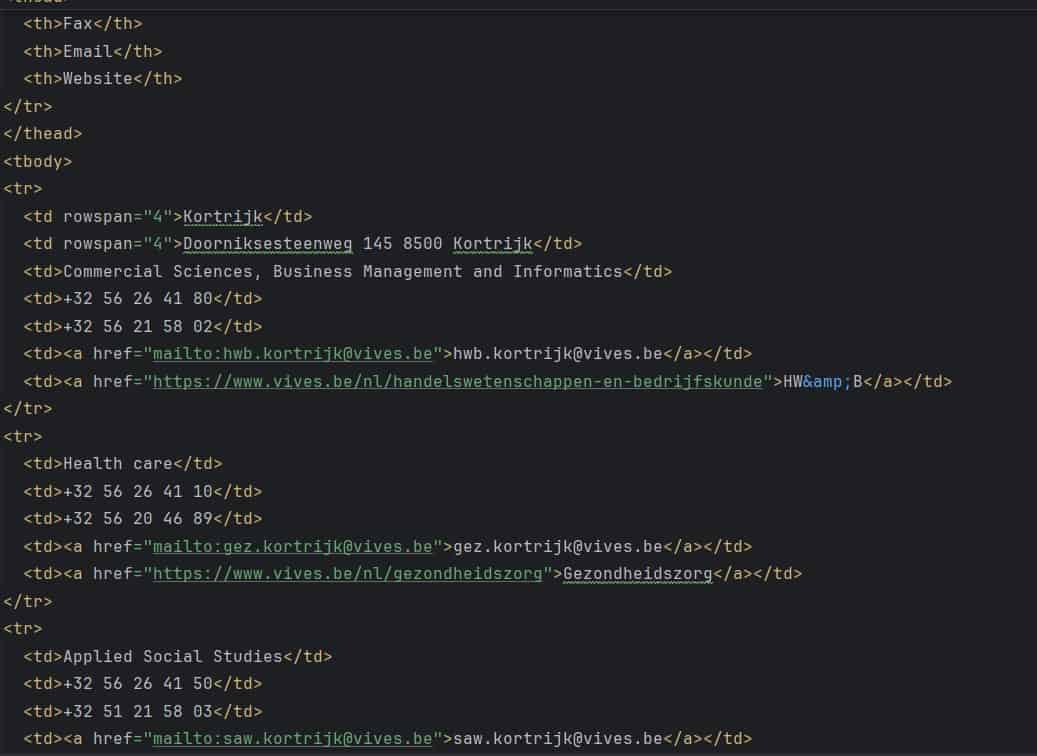 <th>Fax</th>
<th>Email</th>
<th>Website</th>
</tr>
</thead>
<tbody>
<tr>
<td rowspan="4">Kortrijk</td>
<td rowspan="4">Doorniksesteenweg 145 8500 Kortrijk</td>
<td>Commercial Sciences, Business Management and Informatics</td>
<td>+32 56 26 41 80</td>
<td>+32 56 21 58 02</td>
<td><a href="mailto:hwb.kortrijk@vives.be">hwb.kortrijk@vives.be</a></td>
<td><a href="https://www.vives.be/nl/handelswetenschappen-en-bedrijfskunde">HW&amp;B</a></td>
</tr>
<tr>
<td>Health care</td>
<td>+32 56 26 41 10</td>
<td>+32 56 20 46 89</td>
<td><a href="mailto:gez.kortrijk@vives.be">gez.kortrijk@vives.be</a></td>
<td><a href="https://www.vives.be/nl/gezondheidszorg">Gezondheidszorg</a></td>
</tr>
<tr>
<td>Applied Social Studies</td>
<td>+32 56 26 41 50</td>
<td>+32 51 21 58 03</td>
<td><a href="mailto:saw.kortrijk@vives.be">saw.kortrijk@vives.be</a></td>